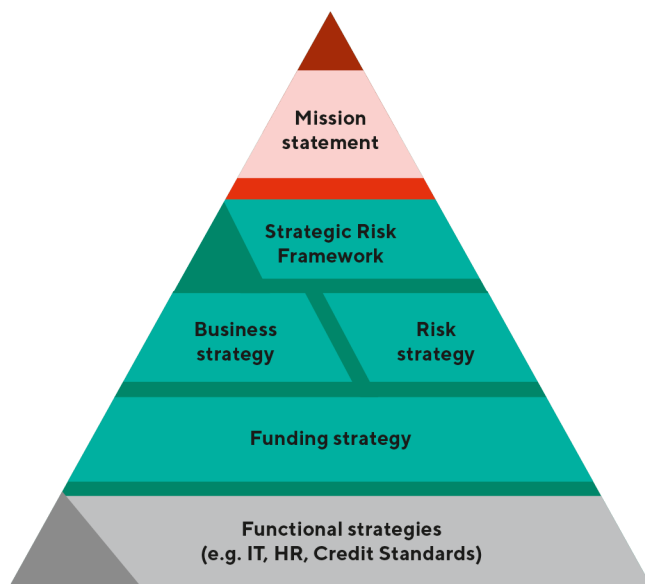 Mission
statement
Strategic Risk
Framework
Business
strategy
Risk
strategy
Funding strategy
Functional strategies
(e.g. IT, HR, Credit Standards)